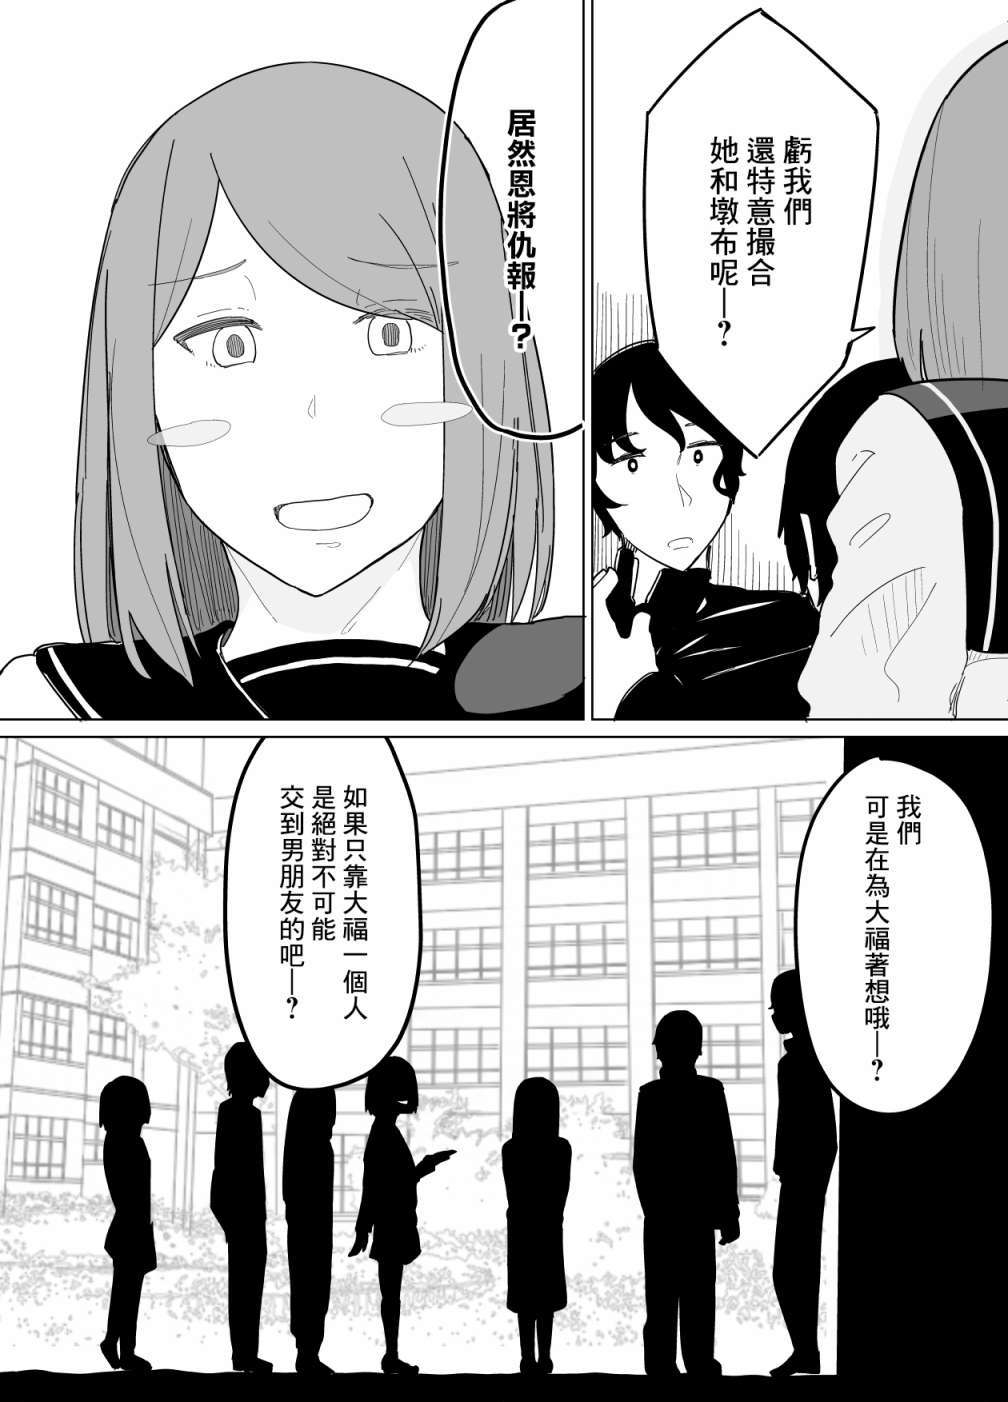 虧我們
還特意撮合
她和墩布呢—?
居然恩將仇報—?
我們
可是在為大福著想哦—?
如果只靠大福一個人
是絕對不可能
交到男朋友的吧—?